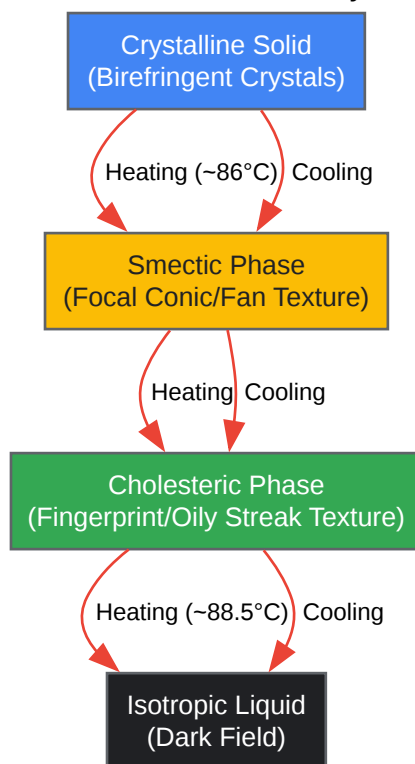 Crystalline Solid
(Birefringent Crystals)
Heating (~86°C) Cooling
Smectic Phase
(Focal Conic/Fan Texture)
Heating Cooling
Cholesteric Phase
(Fingerprint/Oily Streak Texture)
Heating (~88.5°C) Cooling
Isotropic Liquid
(Dark Field)